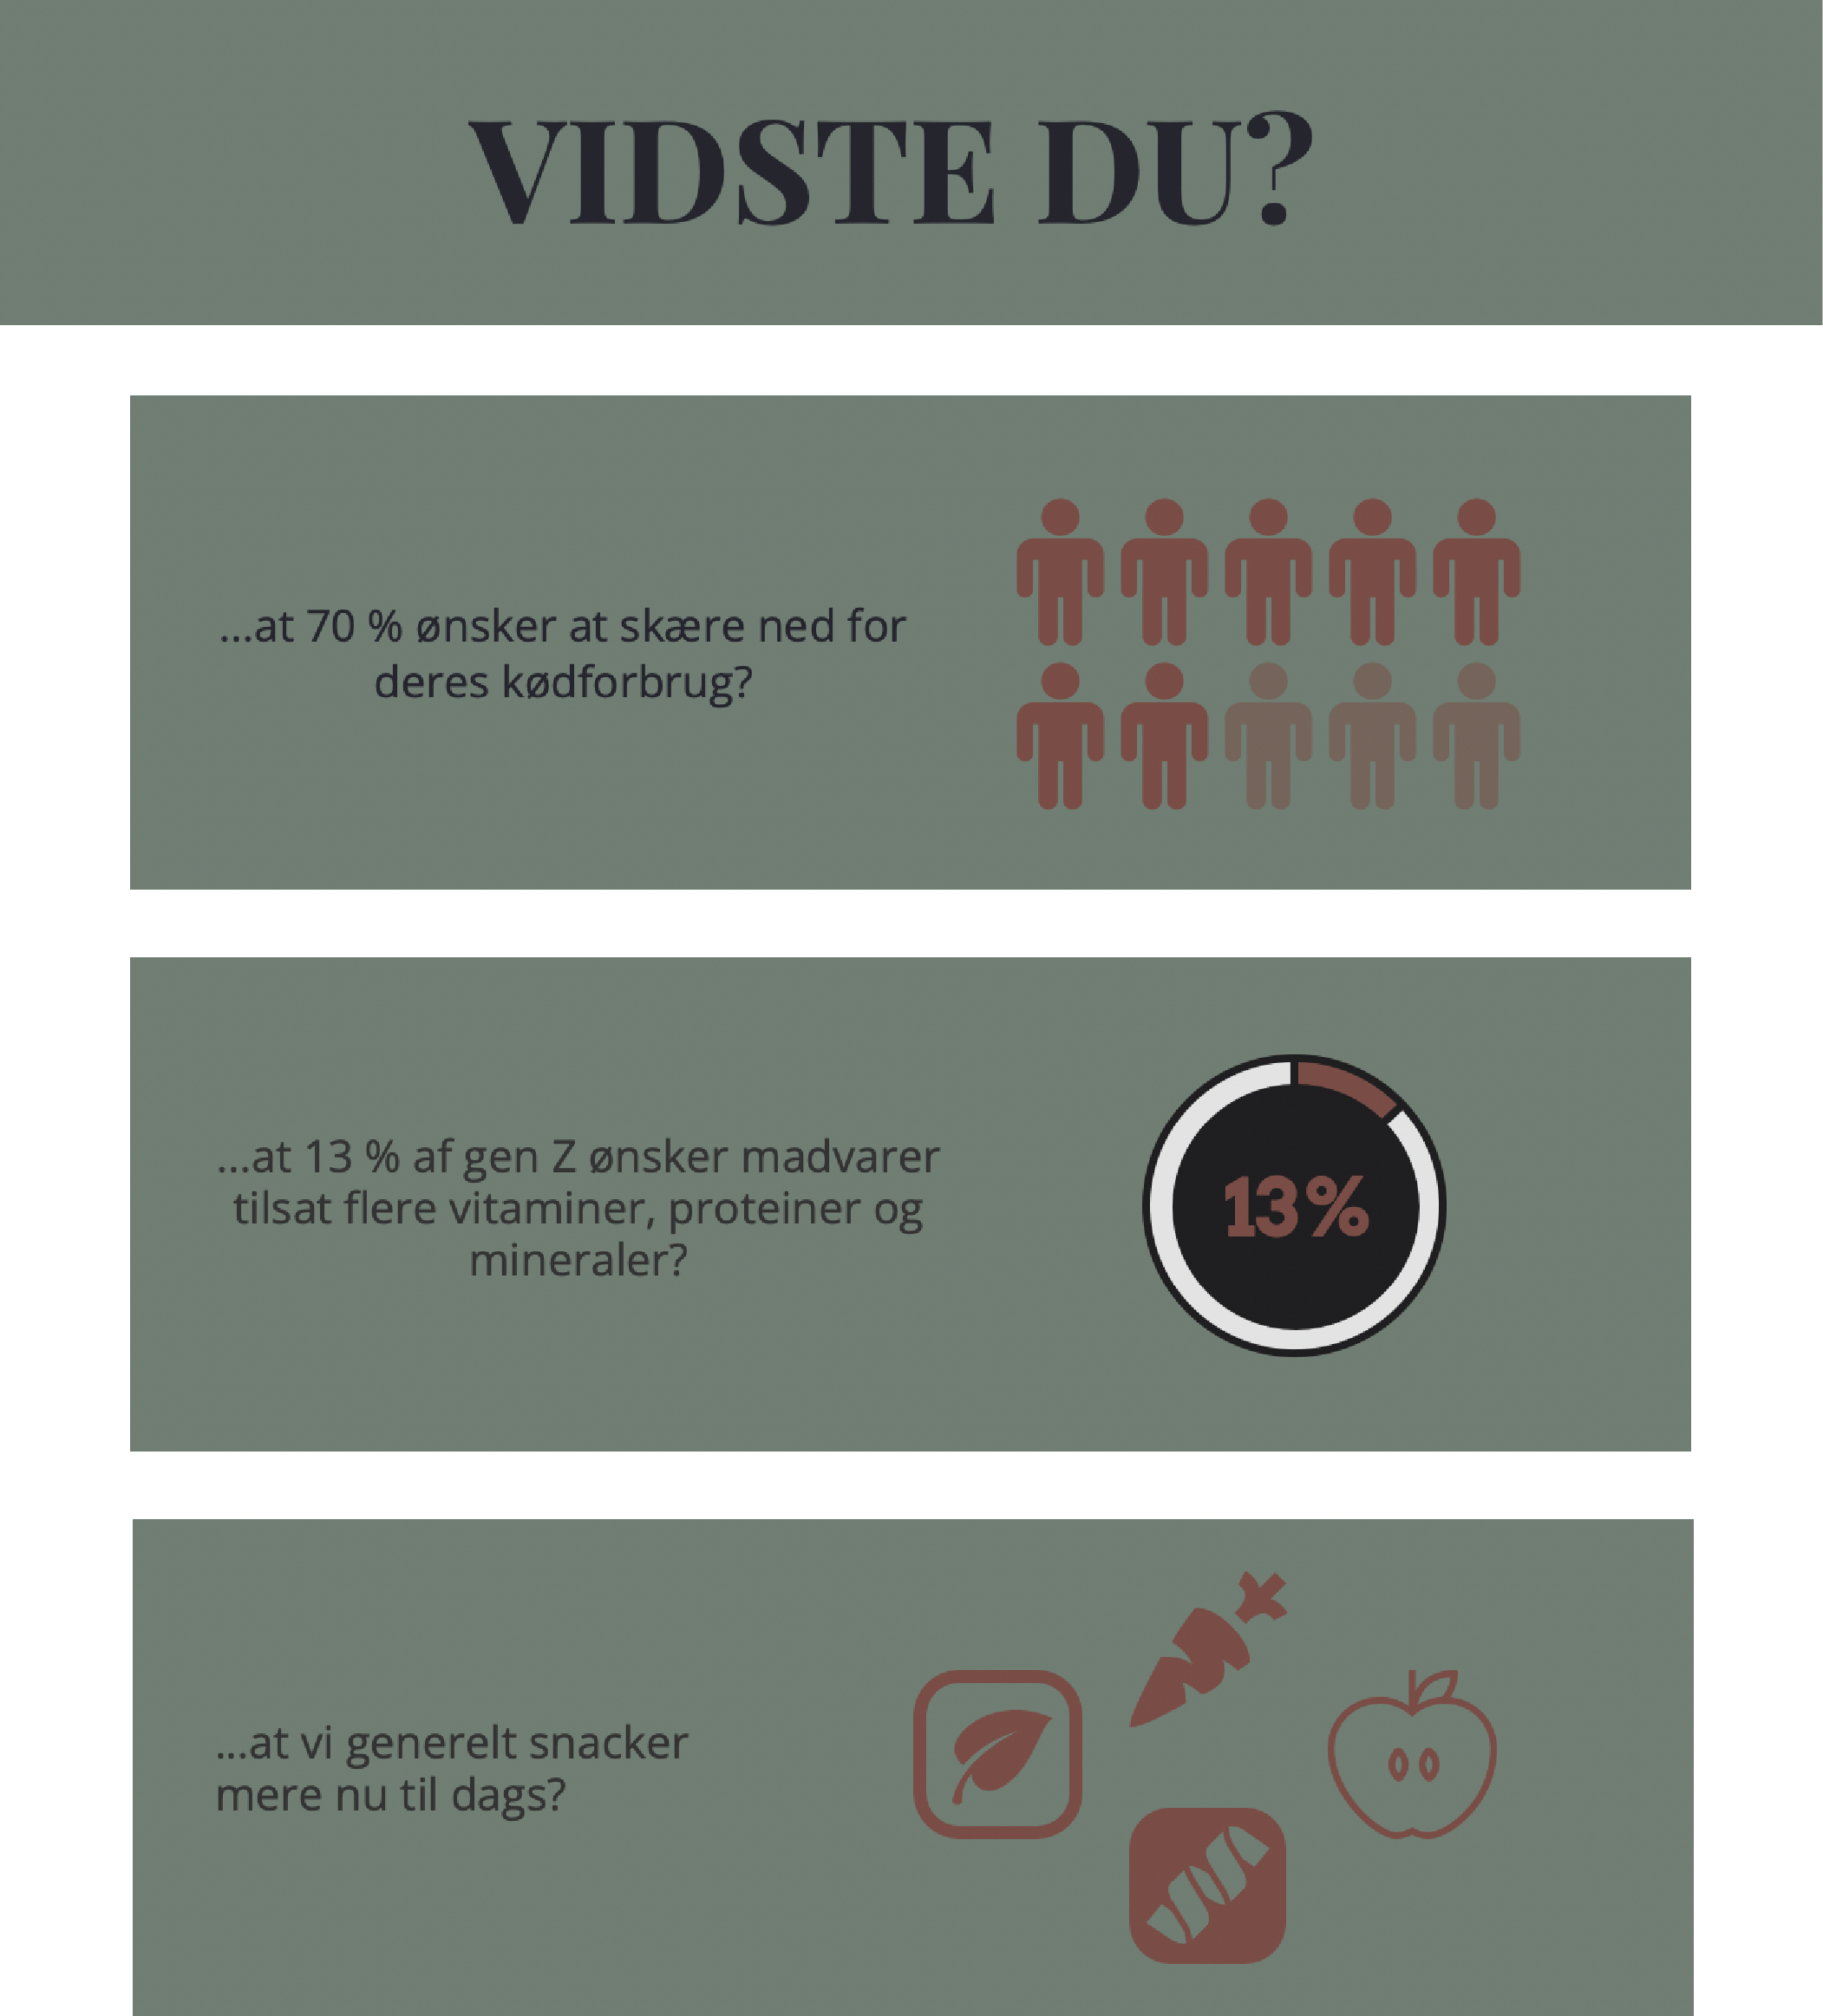 VIDSTE DU?
...at 70 % ønsker at skære ned for
deres kødforbrug?
...at 13 % af gen Z ønsker madvarer
tilsat flere vitaminer, proteiner og
mineraler?
13%
...at vi generelt snacker
mere nu til dags?